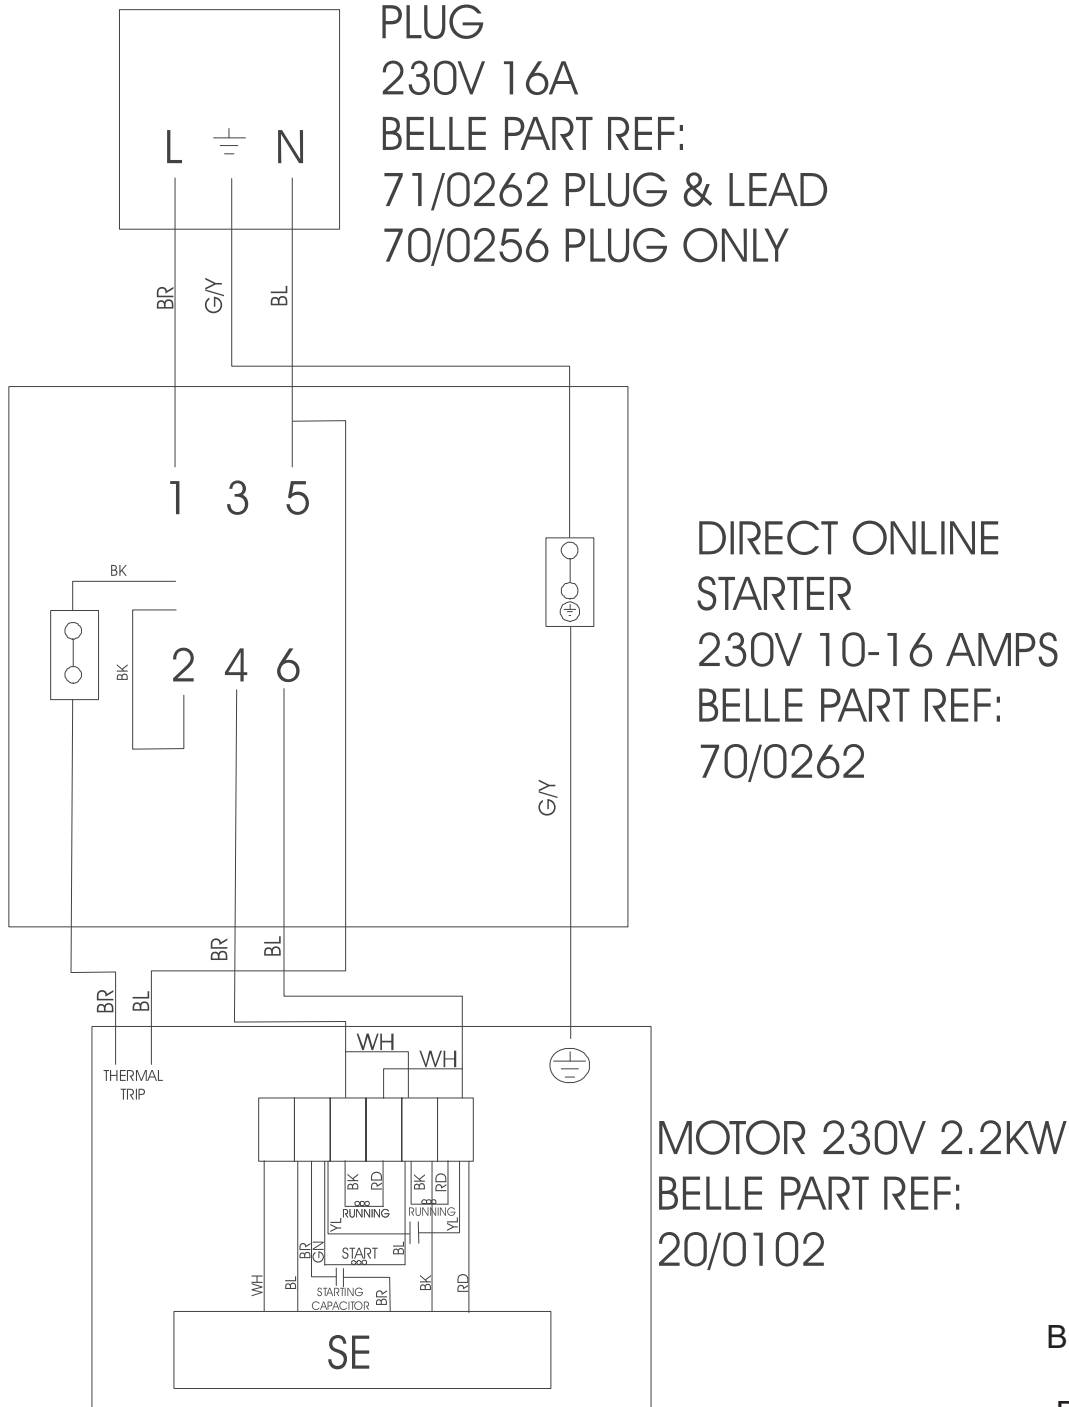 PLUG
230V 16A
BELLE PART REF:
71/0262 PLUG & LEAD
70/0256 PLUG ONLY
L N
BR G/Y BL
1 3 5
BK
BK
2 4 6
G/Y
DIRECT ONLINE
STARTER
230V 10-16 AMPS
BELLE PART REF:
70/0262
BR BL
BR BL
WH
WH
THERMAL
TRIP
MOTOR 230V 2.2KW
BELLE PART REF:
20/0102
BK RD BK RD
RUNNING RUNNING
YL YL
BR GN START BL
WH BL STARTING BR BK RD
CAPACITOR
SE
B